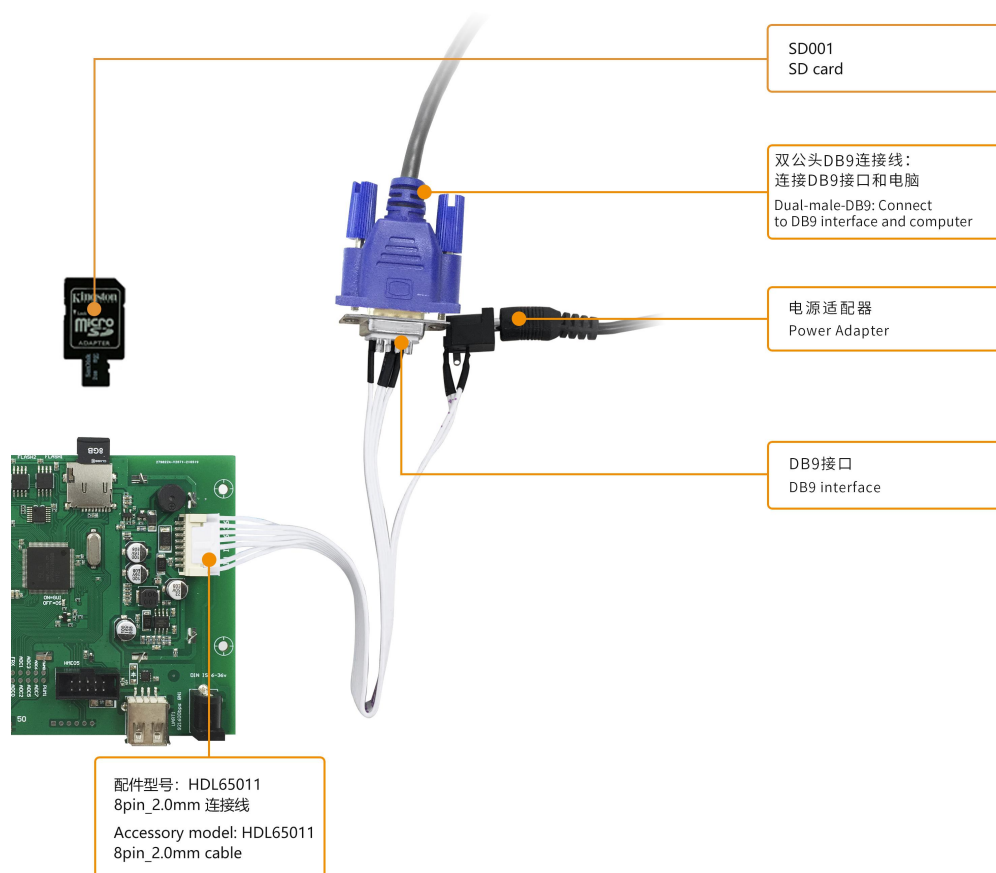 SD001
SD card
双公头DB9连接线：
连接DB9接口和电脑
Dual-male-DB9: Connect
to DB9 interface and computer
Kingston
micro
SD
ADAPTER
电源适配器
Power Adapter
DB9接口
DB9 interface
8GB
FLASH2
FLASH1
配件型号：HDL65011
8pin_2.0mm 连接线
Accessory model: HDL65011
8pin_2.0mm cable